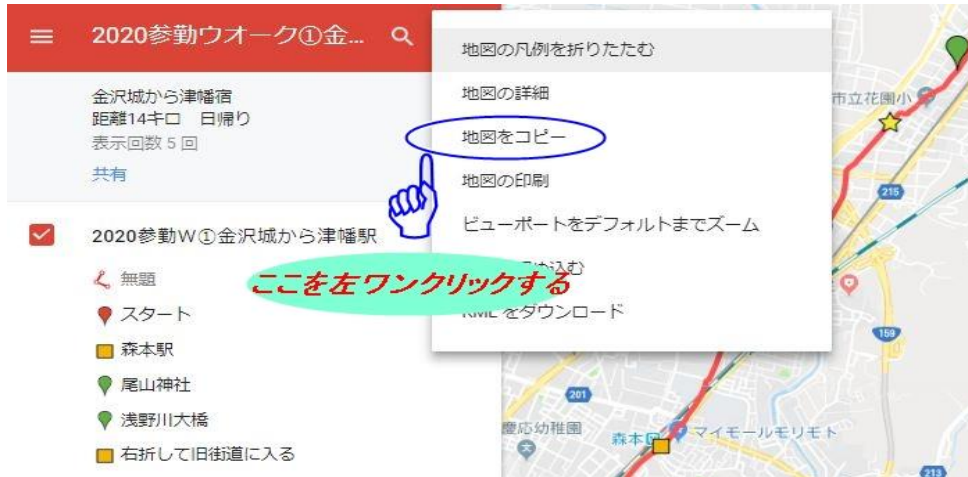 2020参勤ウオーク①金...
金沢城から津幡宿
距離14キロ 日帰り
表示回数 5 回
共有
2020参勤W①金沢城から津幡駅
無題
スタート
森本駅
尾山神社
浅野川大橋
右折して旧街道に入る
地図の凡例を折りたたむ
地図の詳細
地図をコピー
地図の印刷
ビューポートをデフォルトまでズーム
ここを左ワンクリックする
KML をダウンロード
市立花園小
215
159
201
慶応幼稚園
森本
マイモールモリモト
213